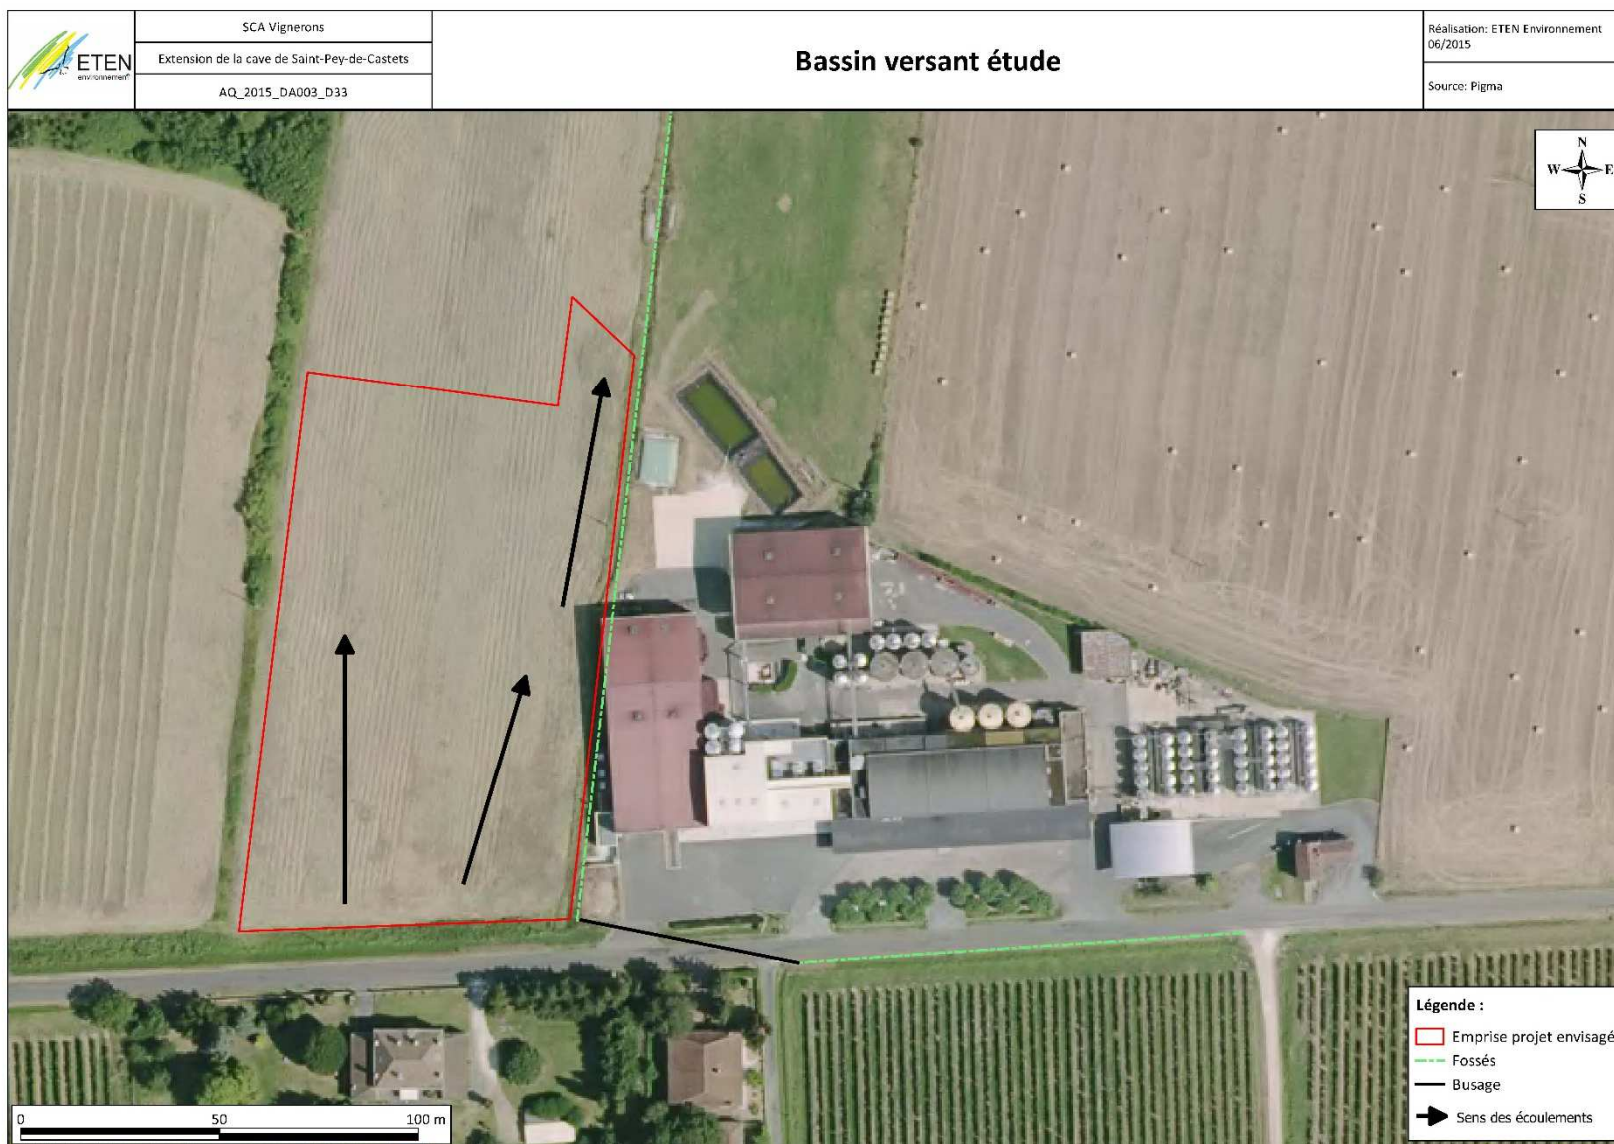 ETEN
environnement
SCA Vignerons
Extension de la cave de Saint-Pey-de-Castets
AQ_2015_DA003_D33
Bassin versant étude
Réalisation: ETEN Environnement
06/2015
Source: Pigma
N
W E
S
Légende :
Emprise projet envisagé
Fossés
Busage
Sens des écoulements
0 50 100 m